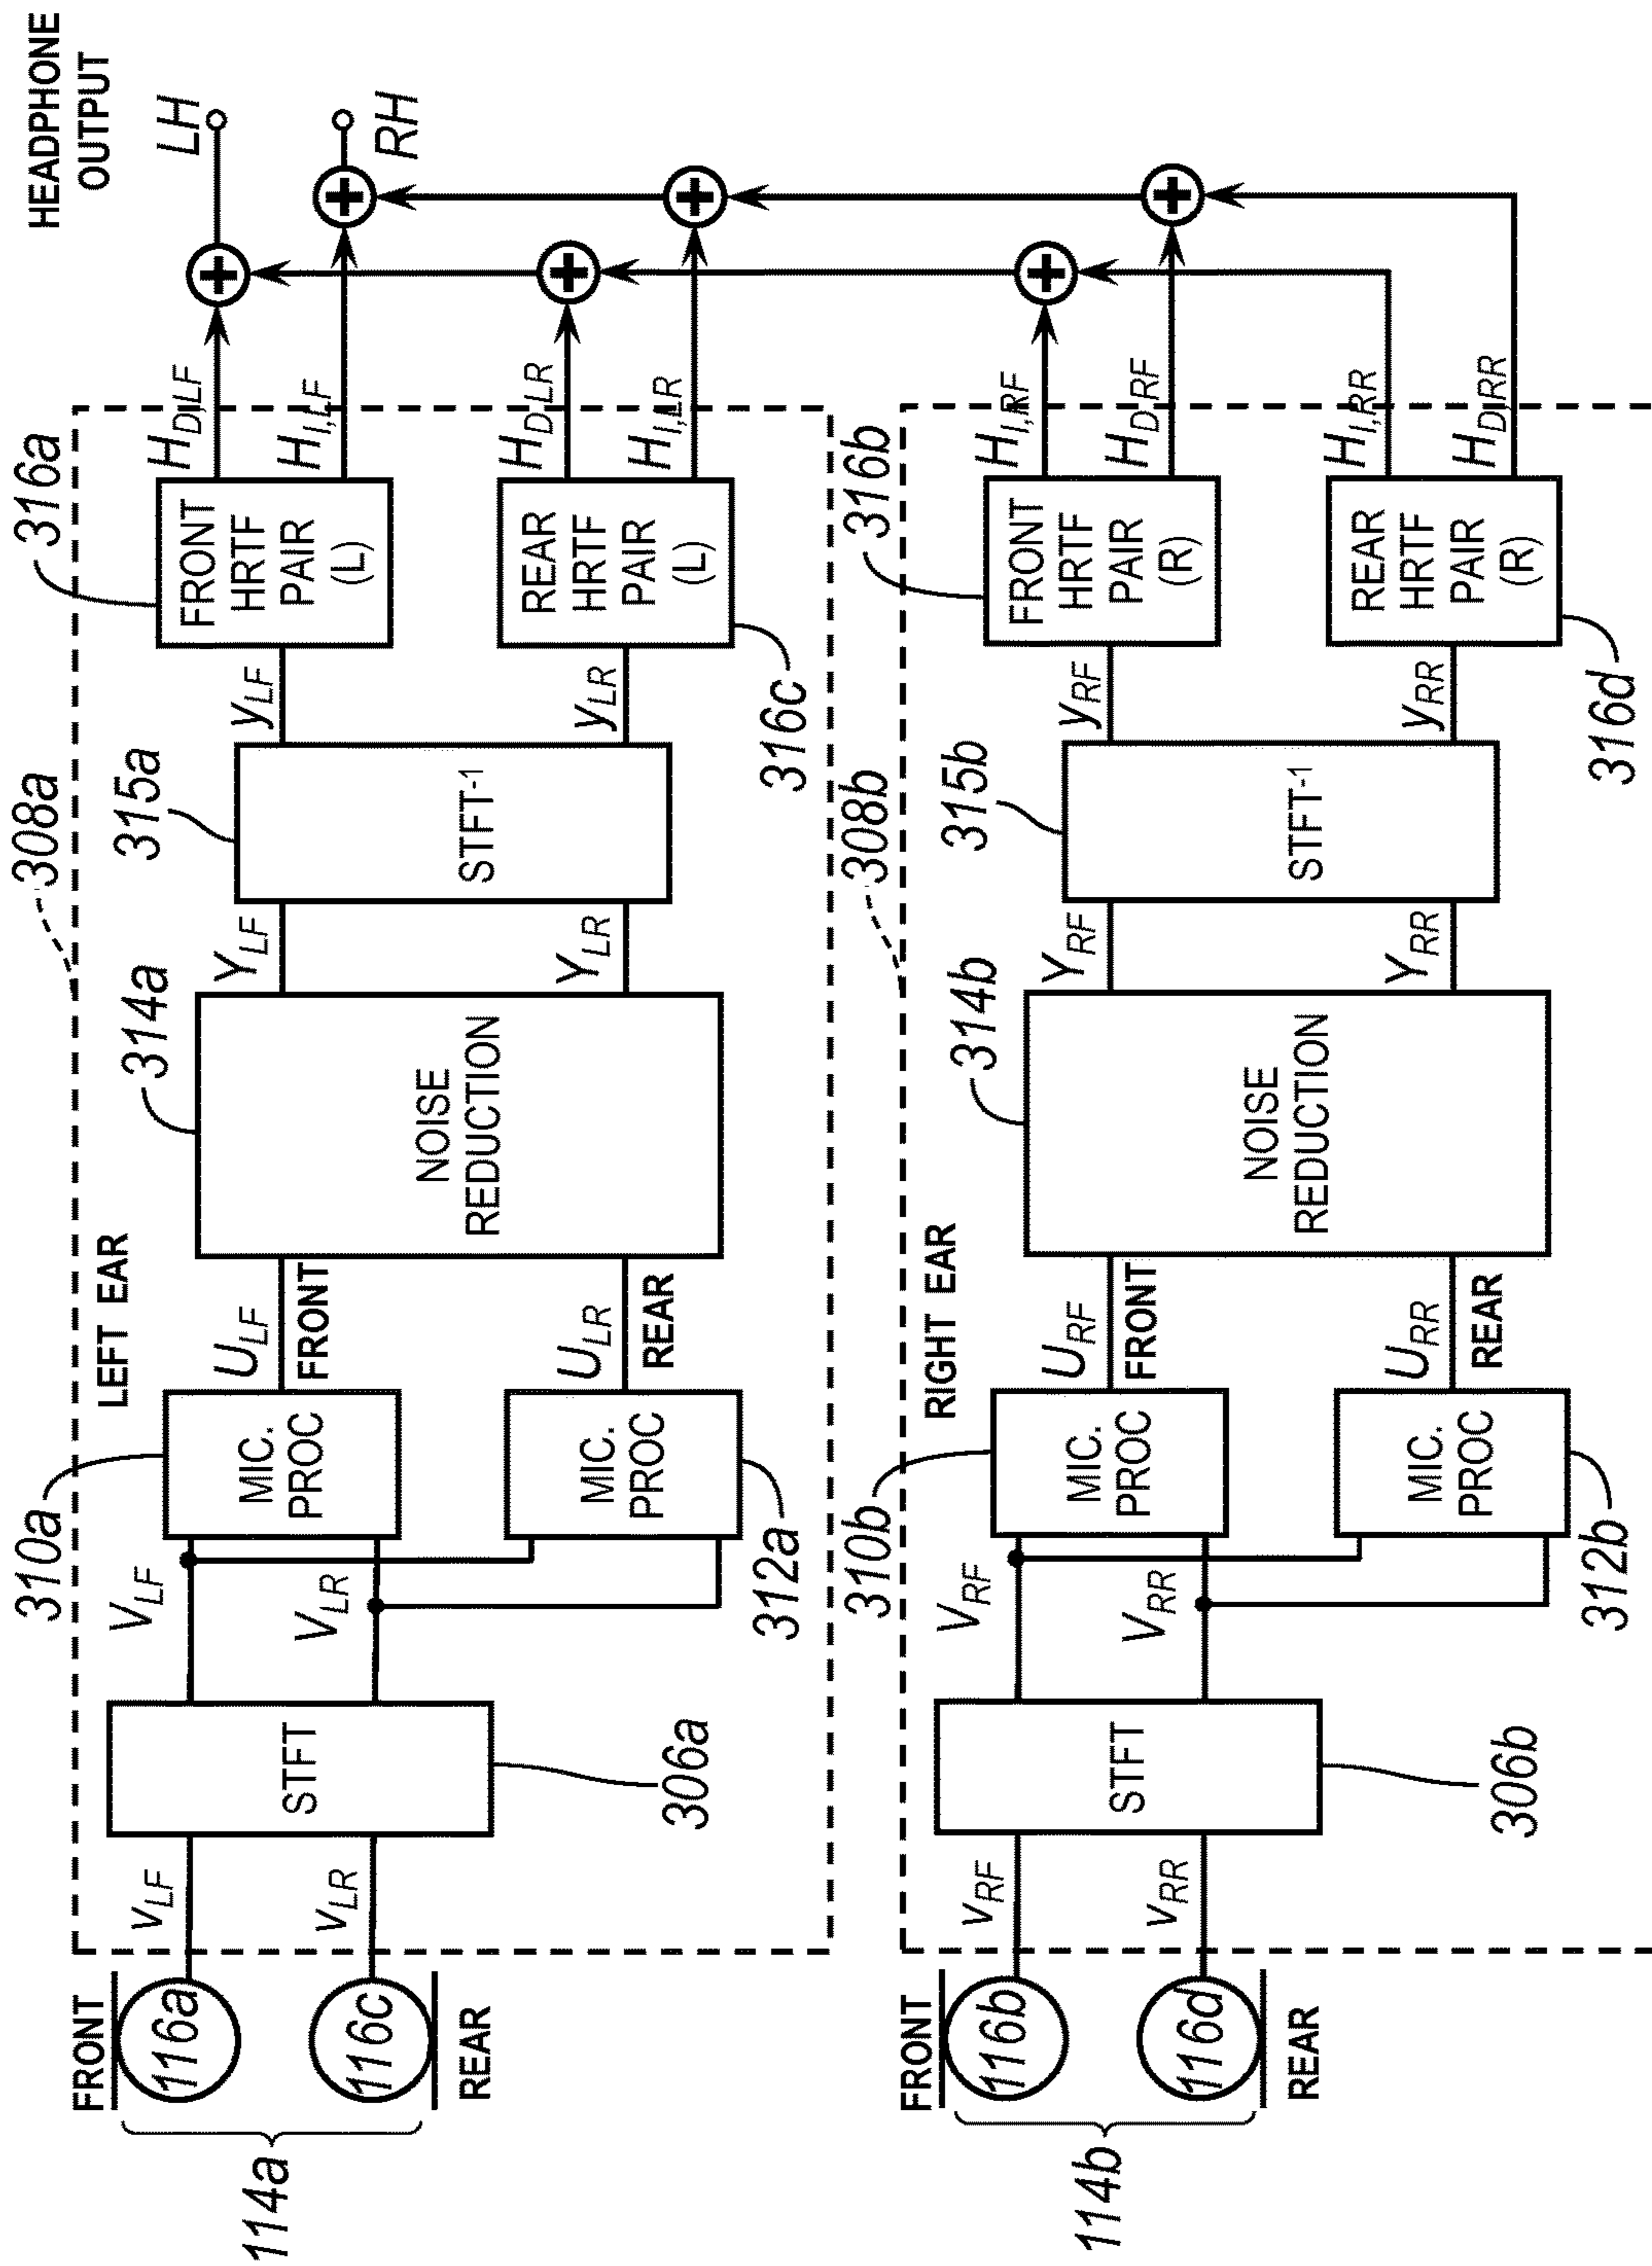 HEADPHONE
OUTPUT
LH
RH
308a
LEFT EAR
114a
FRONT
116a
116c
REAR
v_LF
v_LR
STFT
306a
V_LF
V_LR
310a
MIC.
PROC
MIC.
PROC
312a
U_LF
FRONT
U_LR
REAR
314a
NOISE
REDUCTION
Y_LF
Y_LR
315a
STFT⁻¹
y_LF
y_LR
316a
FRONT
HRTF
PAIR
(L)
REAR
HRTF
PAIR
(L)
316c
H_D,LF
H_I,LF
H_D,LR
H_I,LR
308b
RIGHT EAR
114b
FRONT
116b
116d
REAR
v_RF
v_RR
STFT
306b
V_RF
V_RR
310b
MIC.
PROC
MIC.
PROC
312b
U_RF
FRONT
U_RR
REAR
314b
NOISE
REDUCTION
Y_RF
Y_RR
315b
STFT⁻¹
y_RF
y_RR
316b
FRONT
HRTF
PAIR
(R)
REAR
HRTF
PAIR
(R)
316d
H_I,RF
H_D,RF
H_I,RR
H_D,RR